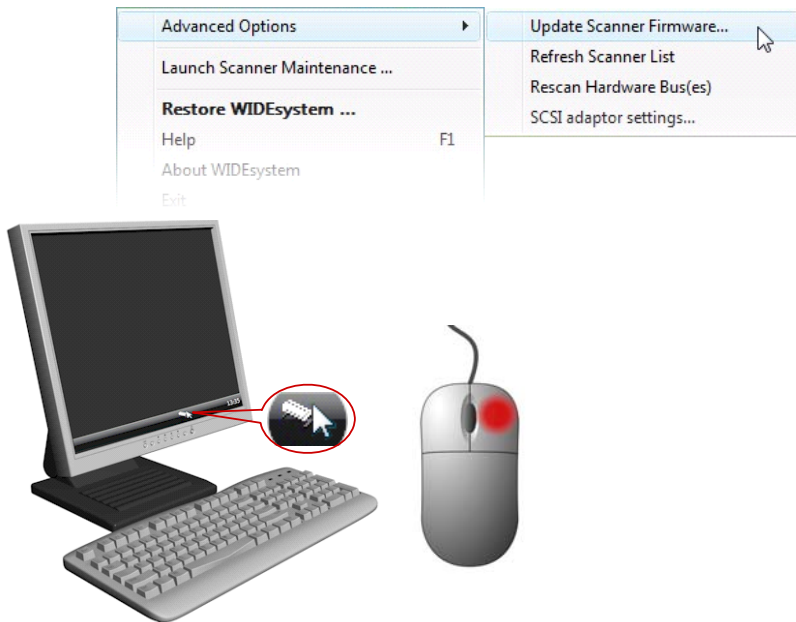 Advanced Options
Update Scanner Firmware...
Refresh Scanner List
Launch Scanner Maintenance ...
Rescan Hardware Bus(es)
Restore WIDEsystem ...
SCSI adaptor settings...
Help F1
About WIDEsystem
Exit
13:35